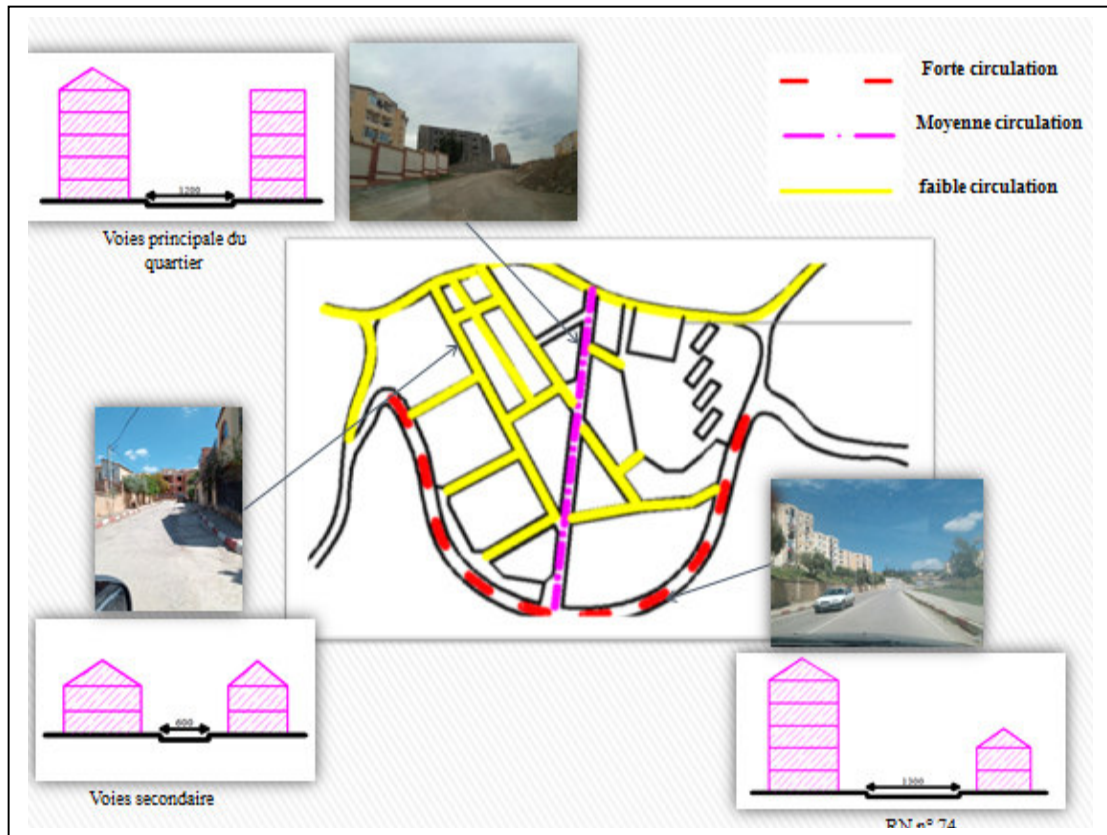 Forte circulation
Moyenne circulation
faible circulation
1200
Voies principale du
quartier
600
Voies secondaire
1300
RN n° 74